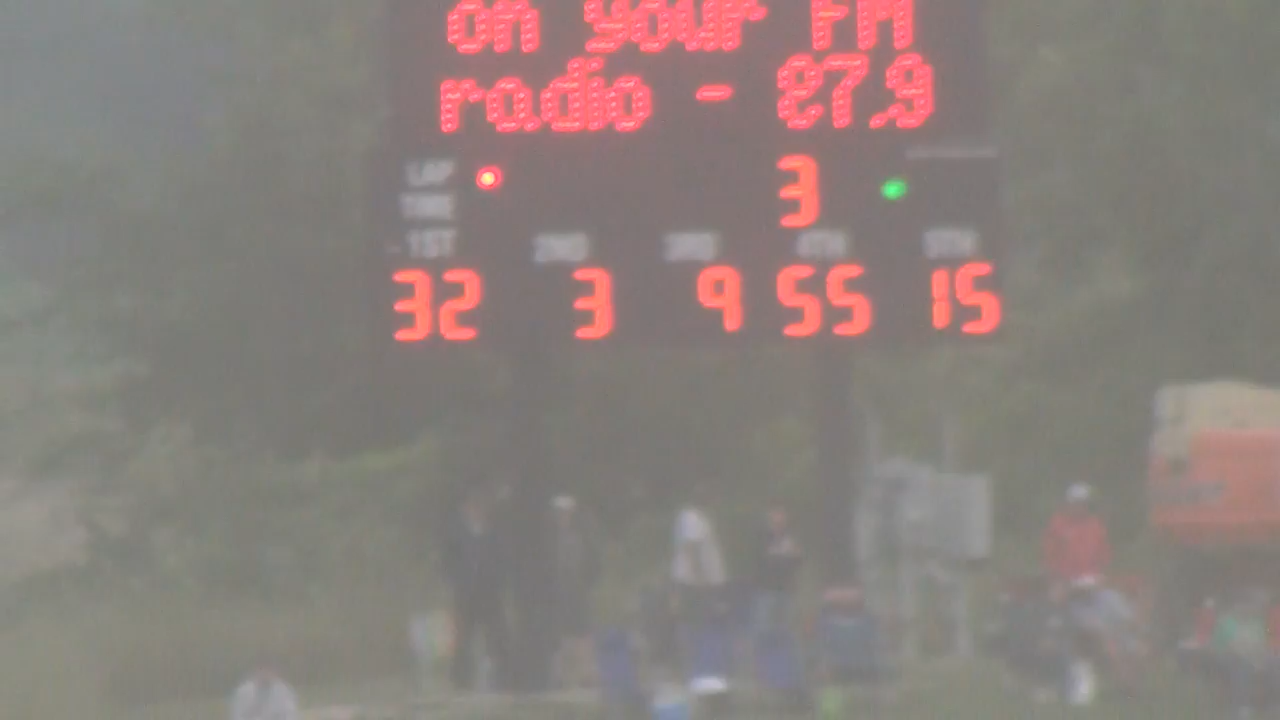 on your FM
radio - 87.9
LAP
TIME
3
1ST 2ND 3RD 4TH 5TH
32 3 9 55 15